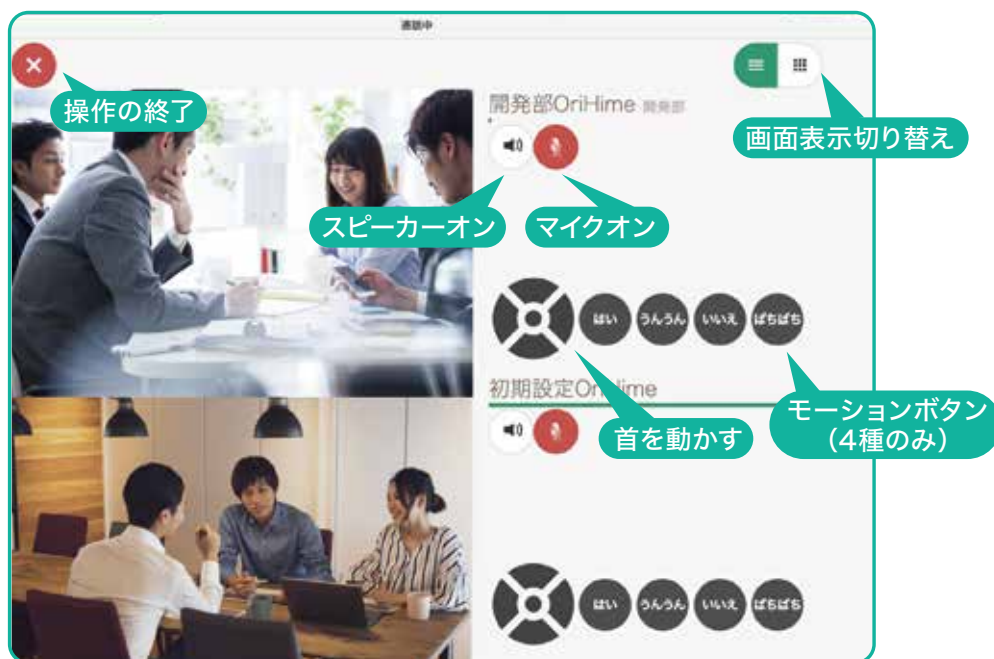 通話中
操作の終了
画面表示切り替え
開発部OriHime 開発部
スピーカーオン
マイクオン
はい
うんうん
いいえ
ぱちぱち
初期設定OriHime
首を動かす
モーションボタン
（4種のみ）
はい
うんうん
いいえ
ぱちぱち